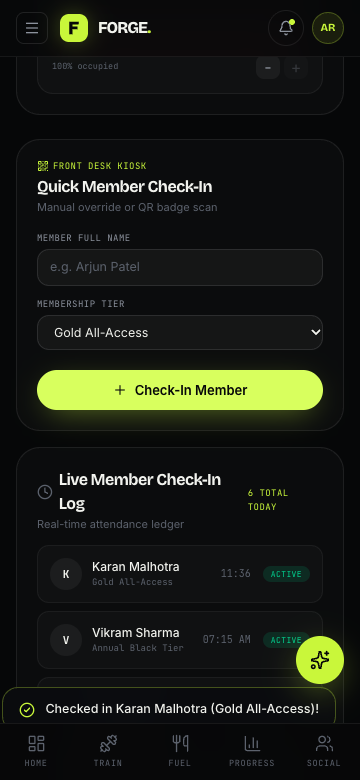 F FORGE.
AR
100% occupied
- +
FRONT DESK KIOSK
Quick Member Check-In
Manual override or QR badge scan
MEMBER FULL NAME
e.g. Arjun Patel
MEMBERSHIP TIER
Gold All-Access
+ Check-In Member
Live Member Check-In
Log
6 TOTAL
TODAY
Real-time attendance ledger
K
Karan Malhotra
Gold All-Access
11:36
ACTIVE
V
Vikram Sharma
Annual Black Tier
07:15 AM
ACTIVE
Checked in Karan Malhotra (Gold All-Access)!
HOME TRAIN FUEL PROGRESS SOCIAL